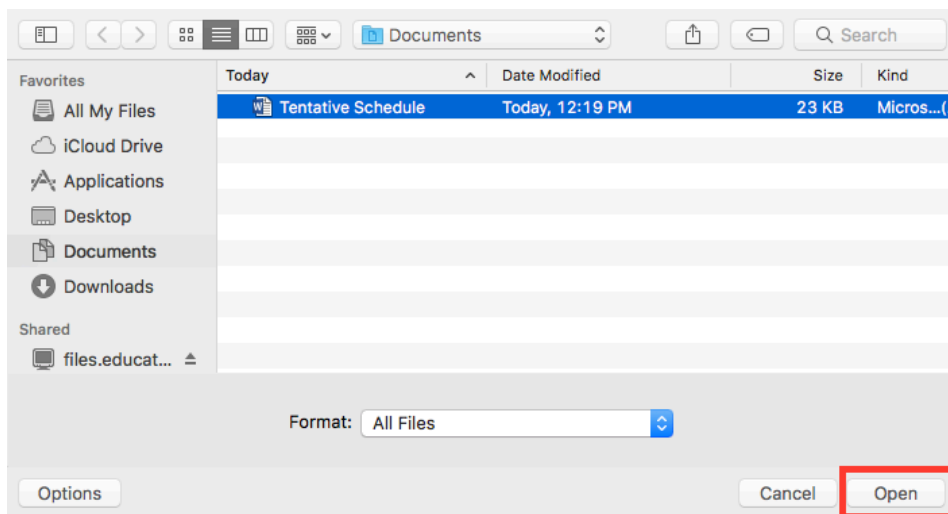 Documents
Search
Favorites
All My Files
iCloud Drive
Applications
Desktop
Documents
Downloads
Shared
files.educat...
Today Date Modified Size Kind
Tentative Schedule Today, 12:19 PM 23 KB Micros...(
Format: All Files
Options Cancel Open